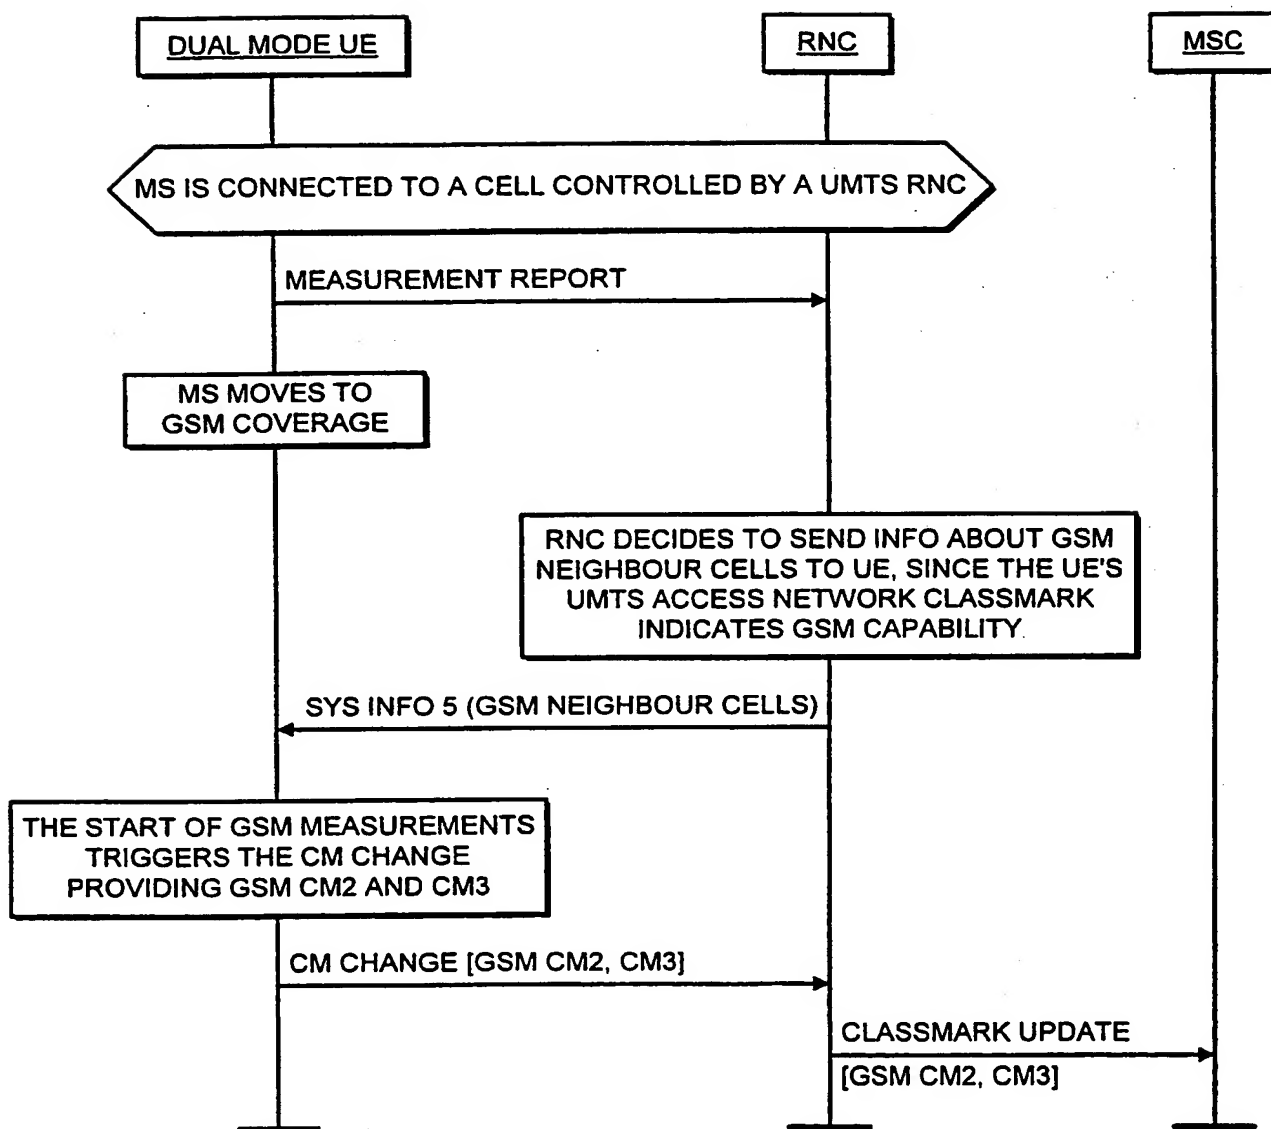 DUAL MODE UE
RNC
MSC
MS IS CONNECTED TO A CELL CONTROLLED BY A UMTS RNC
MEASUREMENT REPORT
MS MOVES TO
GSM COVERAGE
RNC DECIDES TO SEND INFO ABOUT GSM
NEIGHBOUR CELLS TO UE, SINCE THE UE'S
UMTS ACCESS NETWORK CLASSMARK
INDICATES GSM CAPABILITY.
SYS INFO 5 (GSM NEIGHBOUR CELLS)
THE START OF GSM MEASUREMENTS
TRIGGERS THE CM CHANGE
PROVIDING GSM CM2 AND CM3
CM CHANGE [GSM CM2, CM3]
CLASSMARK UPDATE
[GSM CM2, CM3]